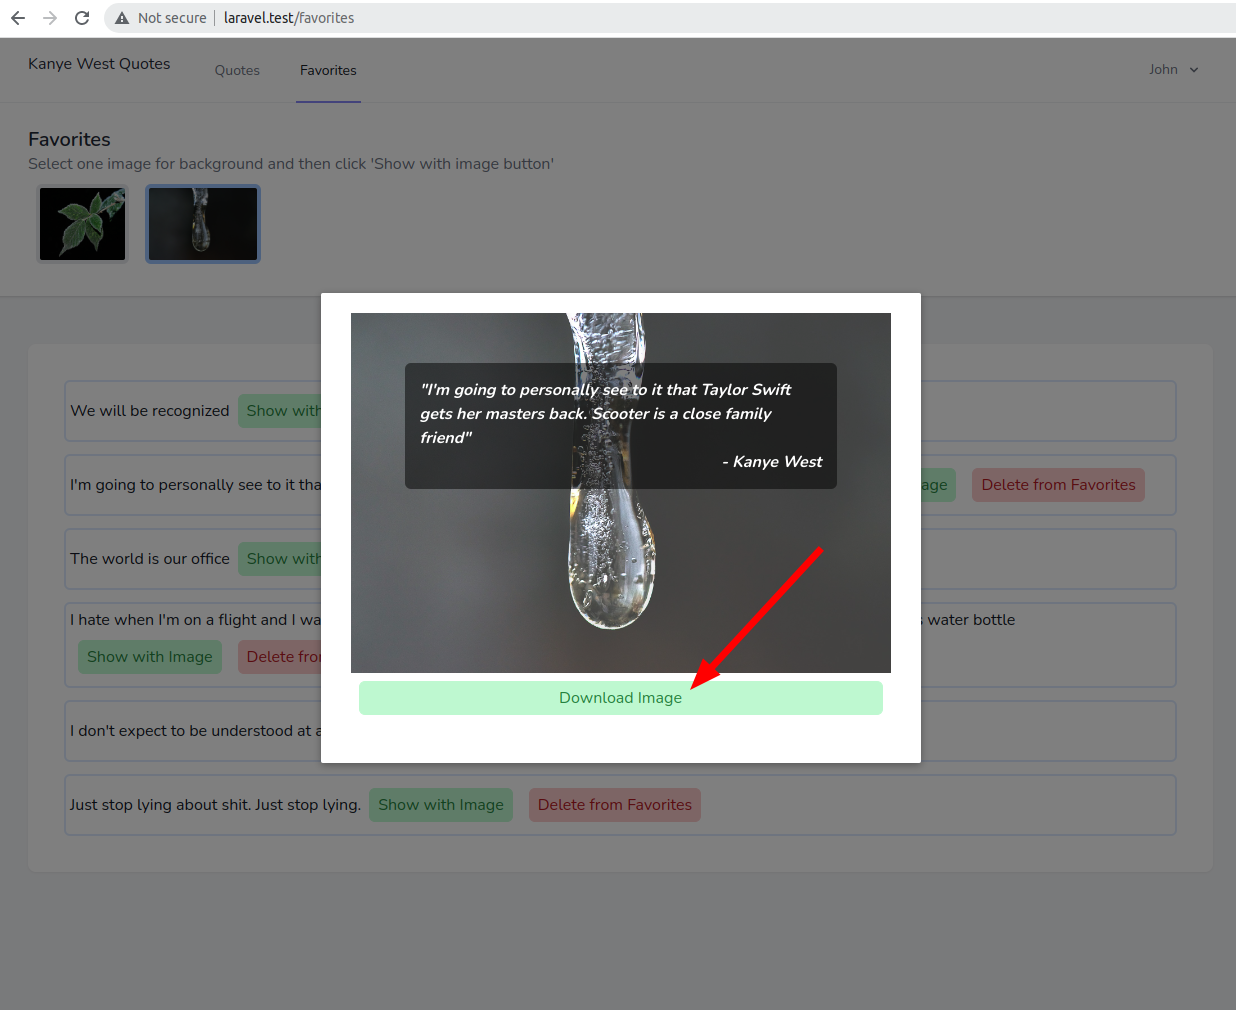 Not secure | laravel.test/favorites
Kanye West Quotes
Quotes
Favorites
John
Favorites
Select one image for background and then click 'Show with image button'
"I'm going to personally see to it that Taylor Swift
gets her masters back. Scooter is a close family
friend"
- Kanye West
Download Image
We will be recognized Show with
I'm going to personally see to it tha
Delete from Favorites
The world is our office Show with
I hate when I'm on a flight and I wa
water bottle
Show with Image
Delete
I don't expect to be understood at a
Just stop lying about shit. Just stop lying. Show with Image Delete from Favorites